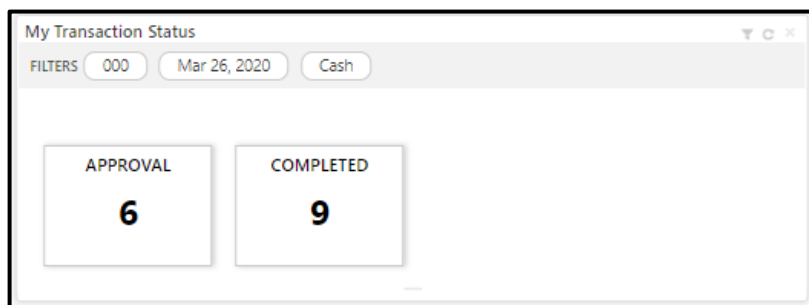 My Transaction Status
FILTERS 000 Mar 26, 2020 Cash
APPROVAL COMPLETED
6 9